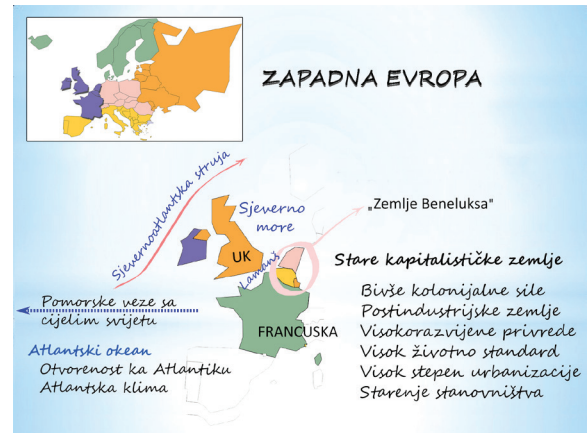 ZAPADNA EVROPA
Sjevernoatlantska struja
Sjeverno
more
„Zemlje Beneluksa"
UK
Lamanš
FRANCUSKA
Pomorske veze sa
cijelim svijetu
Atlantski okean
Otvorenost ka Atlantiku
Atlantska klima
Stare kapitalističke zemlje
Bivše kolonijalne sile
Postindustrijske zemlje
Visokorazvijene privrede
Visok životno standard
Visok stepen urbanizacije
Starenje stanovništva